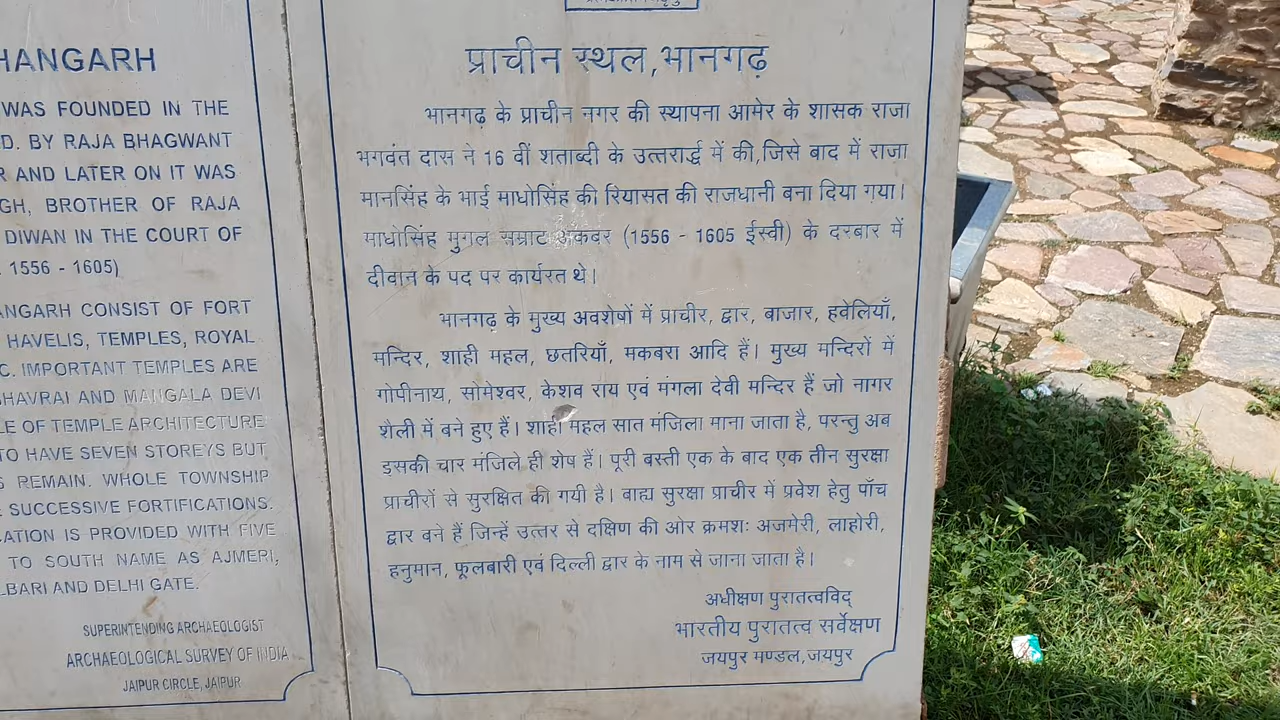 HANGARH
WAS FOUNDED IN THE
D. BY RAJA BHAGWANT
R AND LATER ON IT WAS
GH, BROTHER OF RAJA
DIWAN IN THE COURT OF
1556 - 1605)
ANGARH CONSIST OF FORT
HAVELIS, TEMPLES, ROYAL
C. IMPORTANT TEMPLES ARE
SHAVRAI AND MANGALA DEVI
LE OF TEMPLE ARCHITECTURE
TO HAVE SEVEN STOREYS BUT
S REMAIN. WHOLE TOWNSHIP
SUCCESSIVE FORTIFICATIONS.
ATION IS PROVIDED WITH FIVE
TO SOUTH NAME AS AJMERI,
LBARI AND DELHI GATE.
SUPERINTENDING ARCHAEOLOGIST
ARCHAEOLOGICAL SURVEY OF INDIA
JAIPUR CIRCLE, JAIPUR
प्राचीन स्थल,भानगढ़
भानगढ़ के प्राचीन नगर की स्थापना आमेर के शासक राजा
भगवंत दास ने 16 वीं शताब्दी के उत्तरार्द्ध में की,जिसे बाद में राजा
मानसिंह के भाई माधोसिंह की रियासत की राजधानी बना दिया गया।
माधोसिंह मुगल सम्राट अकबर (1556 - 1605 ईस्वी) के दरबार में
दीवान के पद पर कार्यरत थे।
भानगढ़ के मुख्य अवशेषों में प्राचीर, द्वार, बाजार, हवेलियाँ,
मन्दिर, शाही महल, छतरियाँ, मकबरा आदि हैं। मुख्य मन्दिरों में
गोपीनाथ, सोमेश्वर, केशव राय एवं मंगला देवी मन्दिर हैं जो नागर
शैली में बने हुए हैं। शाही महल सात मंजिला माना जाता है, परन्तु अब
इसकी चार मंजिले ही शेष हैं। पूरी बस्ती एक के बाद एक तीन सुरक्षा
प्राचीरों से सुरक्षित की गयी है। बाह्य सुरक्षा प्राचीर में प्रवेश हेतु पाँच
द्वार बने हैं जिन्हें उत्तर से दक्षिण की ओर क्रमशः अजमेरी, लाहोरी,
हनुमान, फूलबारी एवं दिल्ली द्वार के नाम से जाना जाता है।
अधीक्षण पुरातत्वविद्
भारतीय पुरातत्व सर्वेक्षण
जयपुर मण्डल,जयपुर